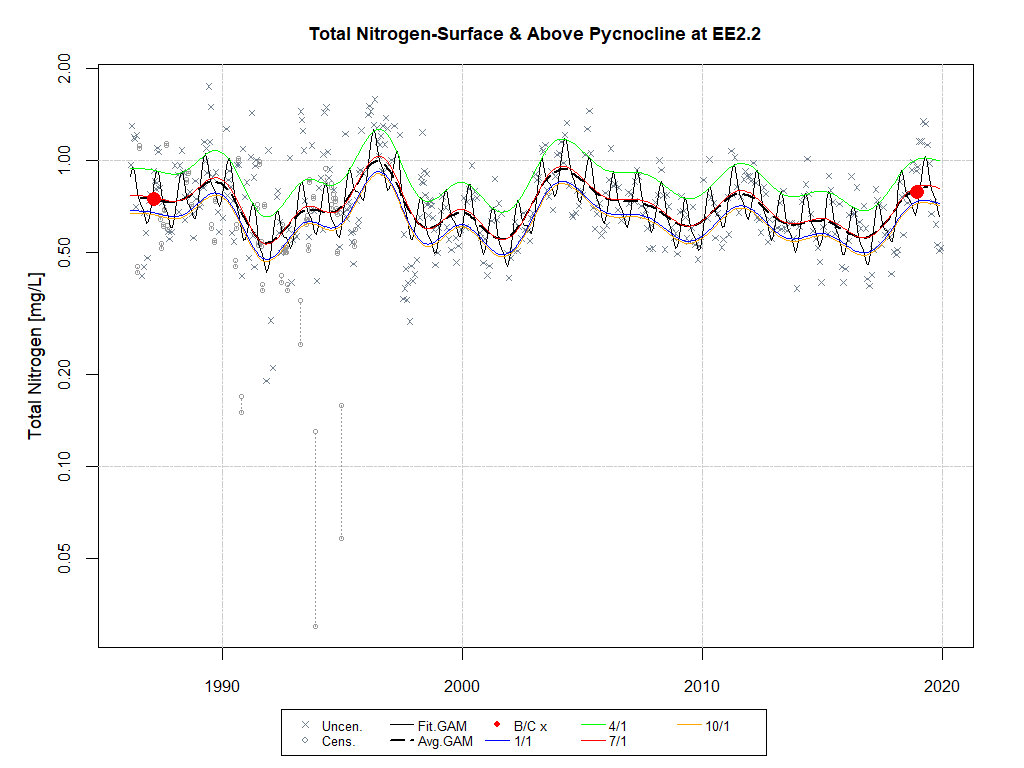 Total Nitrogen-Surface & Above Pycnocline at EE2.2
Total Nitrogen [mg/L]
2.00
1.00
0.50
0.20
0.10
0.05
1990 2000 2010 2020
Uncen. Fit.GAM B/C x 4/1 10/1
Cens. Avg.GAM 1/1 7/1